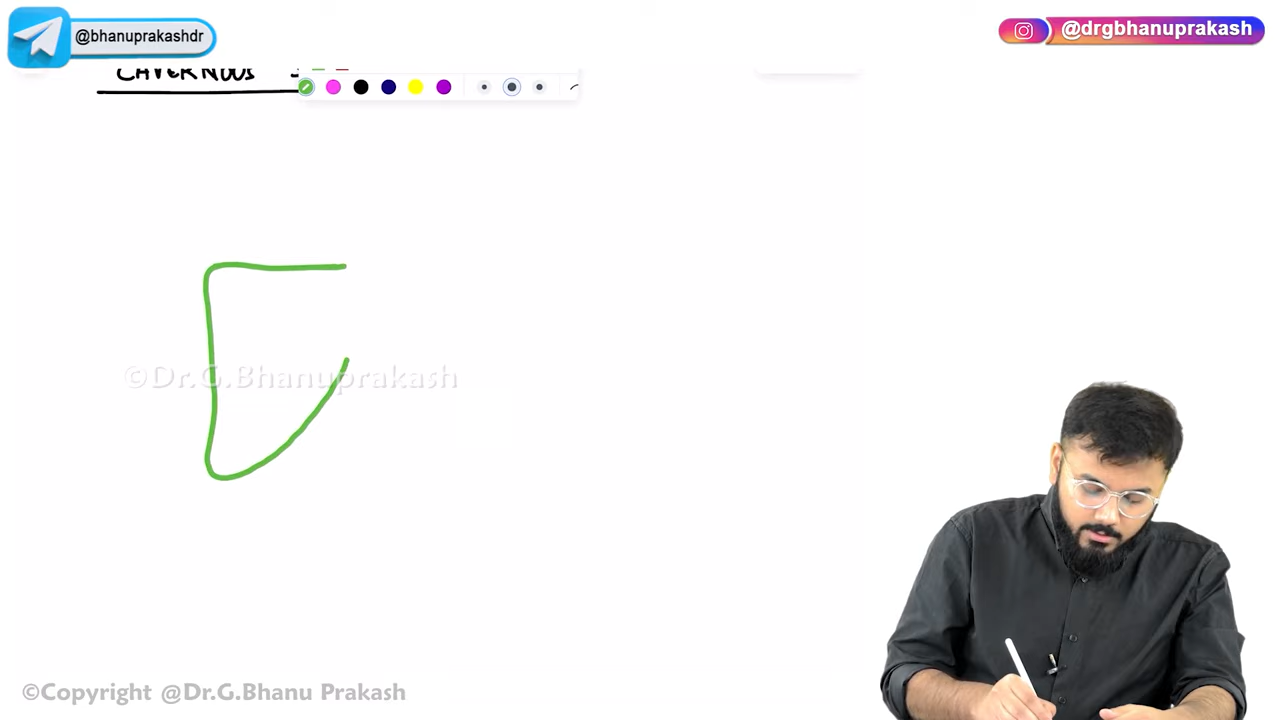 @bhanuprakashdr
@drgbhanuprakash
CAVERNOUS
©Dr.G.Bhanuprakash
©Copyright @Dr.G.Bhanu Prakash